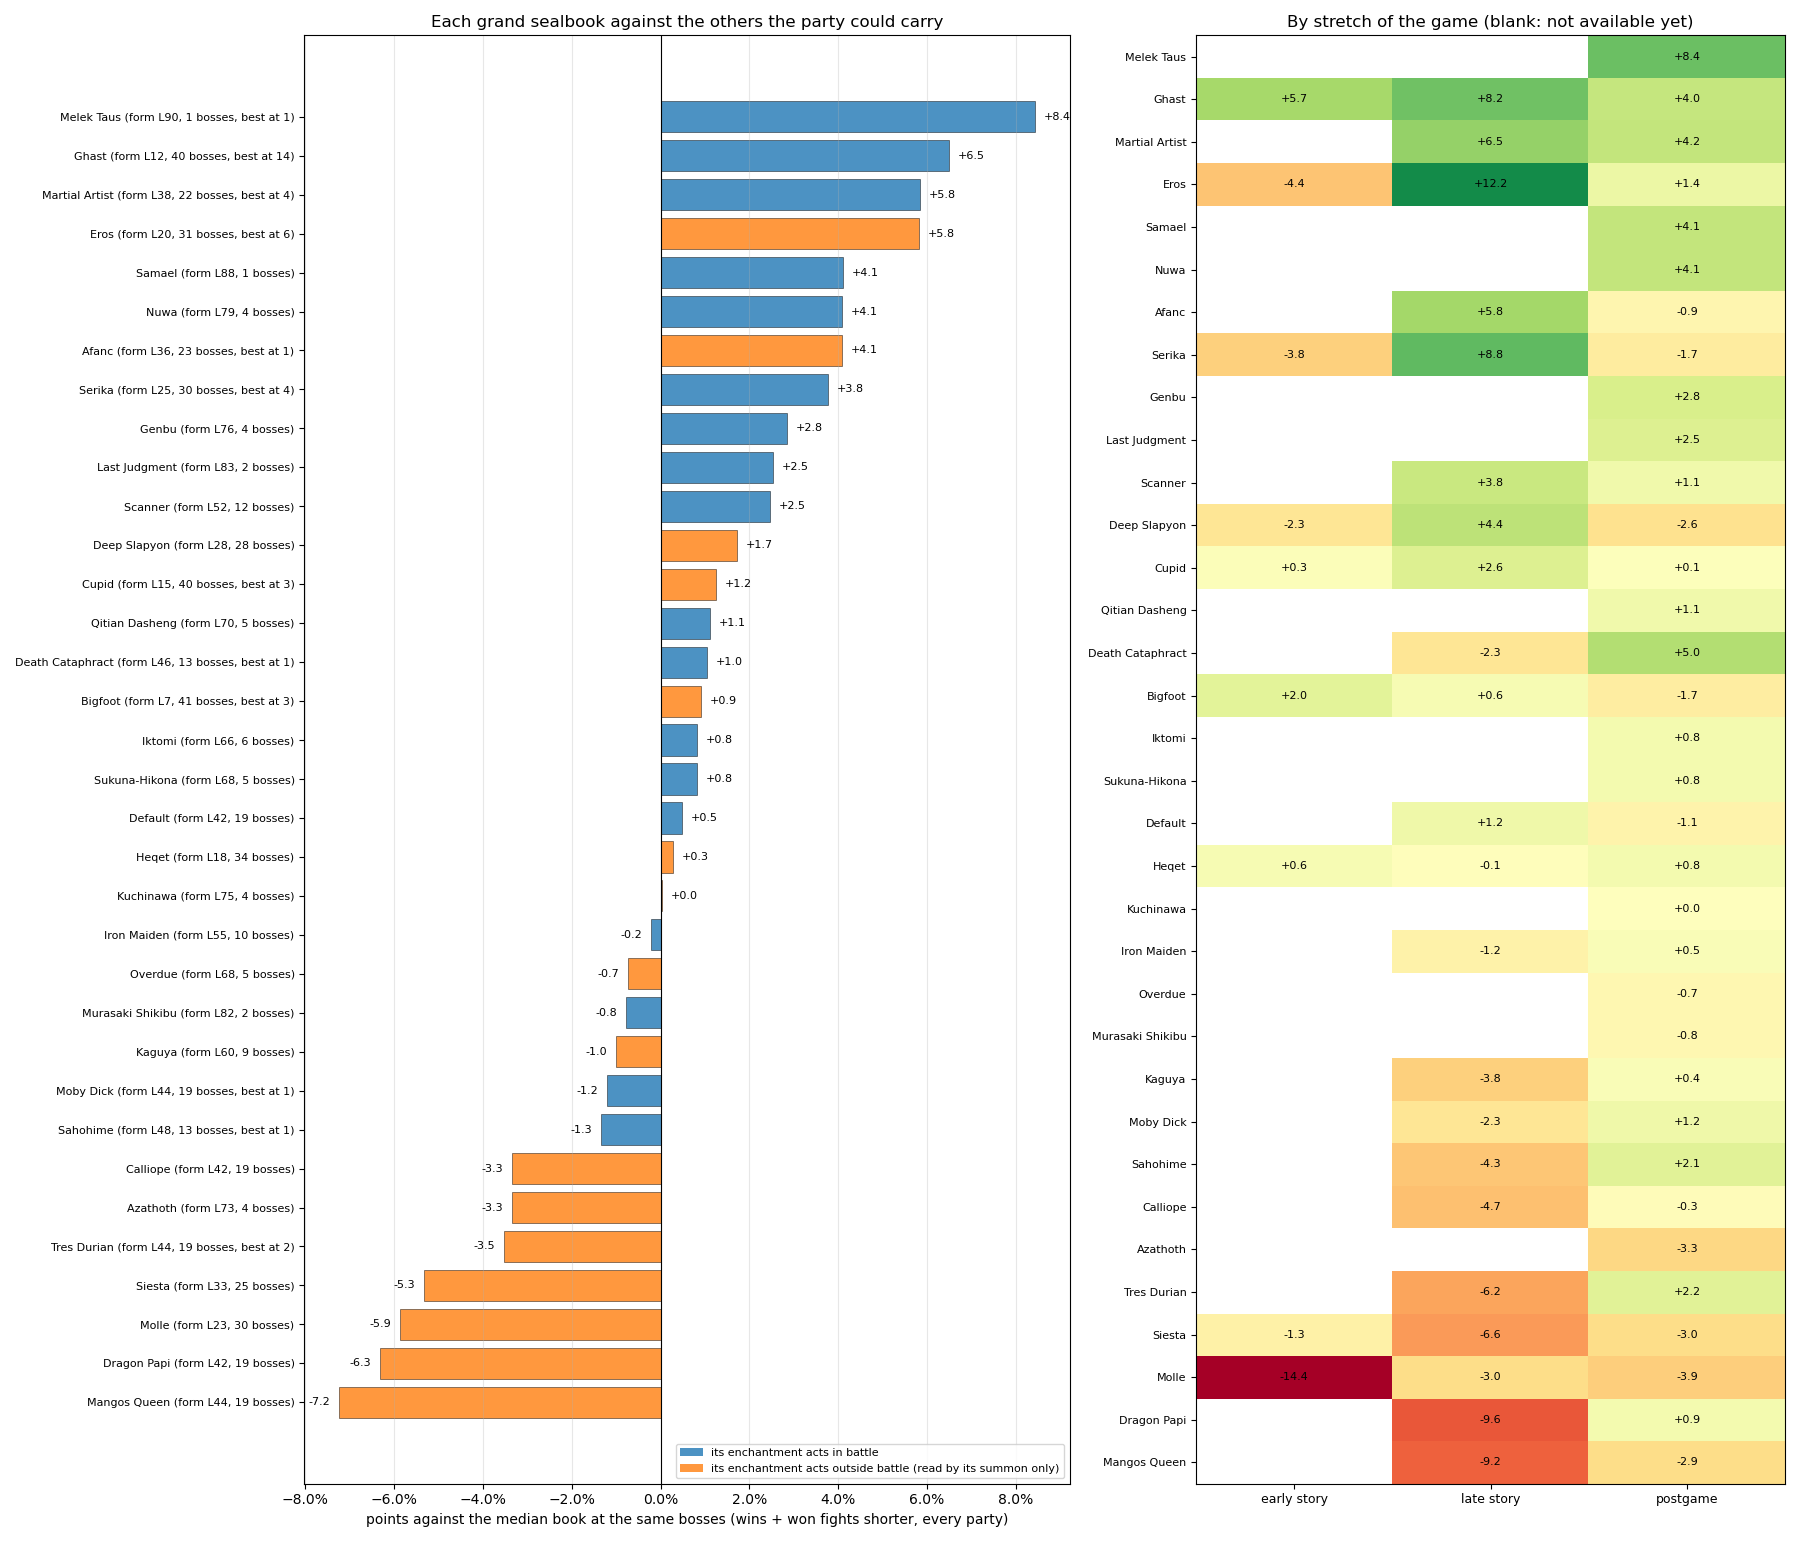 Each grand sealbook against the others the party could carry
Melek Taus (form L90, 1 bosses, best at 1) +8.4
Ghast (form L12, 40 bosses, best at 14) +6.5
Martial Artist (form L38, 22 bosses, best at 4) +5.8
Eros (form L20, 31 bosses, best at 6) +5.8
Samael (form L88, 1 bosses) +4.1
Nuwa (form L79, 4 bosses) +4.1
Afanc (form L36, 23 bosses, best at 1) +4.1
Serika (form L25, 30 bosses, best at 4) +3.8
Genbu (form L76, 4 bosses) +2.8
Last Judgment (form L83, 2 bosses) +2.5
Scanner (form L52, 12 bosses) +2.5
Deep Slapyon (form L28, 28 bosses) +1.7
Cupid (form L15, 40 bosses, best at 3) +1.2
Qitian Dasheng (form L70, 5 bosses) +1.1
Death Cataphract (form L46, 13 bosses, best at 1) +1.0
Bigfoot (form L7, 41 bosses, best at 3) +0.9
Iktomi (form L66, 6 bosses) +0.8
Sukuna-Hikona (form L68, 5 bosses) +0.8
Default (form L42, 19 bosses) +0.5
Heqet (form L18, 34 bosses) +0.3
Kuchinawa (form L75, 4 bosses) +0.0
Iron Maiden (form L55, 10 bosses) -0.2
Overdue (form L68, 5 bosses) -0.7
Murasaki Shikibu (form L82, 2 bosses) -0.8
Kaguya (form L60, 9 bosses) -1.0
Moby Dick (form L44, 19 bosses, best at 1) -1.2
Sahohime (form L48, 13 bosses, best at 1) -1.3
Calliope (form L42, 19 bosses) -3.3
Azathoth (form L73, 4 bosses) -3.3
Tres Durian (form L44, 19 bosses, best at 2) -3.5
Siesta (form L33, 25 bosses) -5.3
Molle (form L23, 30 bosses) -5.9
Dragon Papi (form L42, 19 bosses) -6.3
Mangos Queen (form L44, 19 bosses) -7.2
its enchantment acts in battle
its enchantment acts outside battle (read by its summon only)
−8.0% −6.0% −4.0% −2.0% 0.0% 2.0% 4.0% 6.0% 8.0%
points against the median book at the same bosses (wins + won fights shorter, every party)
By stretch of the game (blank: not available yet)
Melek Taus +8.4
Ghast +5.7 +8.2 +4.0
Martial Artist +6.5 +4.2
Eros -4.4 +12.2 +1.4
Samael +4.1
Nuwa +4.1
Afanc +5.8 -0.9
Serika -3.8 +8.8 -1.7
Genbu +2.8
Last Judgment +2.5
Scanner +3.8 +1.1
Deep Slapyon -2.3 +4.4 -2.6
Cupid +0.3 +2.6 +0.1
Qitian Dasheng +1.1
Death Cataphract -2.3 +5.0
Bigfoot +2.0 +0.6 -1.7
Iktomi +0.8
Sukuna-Hikona +0.8
Default +1.2 -1.1
Heqet +0.6 -0.1 +0.8
Kuchinawa +0.0
Iron Maiden -1.2 +0.5
Overdue -0.7
Murasaki Shikibu -0.8
Kaguya -3.8 +0.4
Moby Dick -2.3 +1.2
Sahohime -4.3 +2.1
Calliope -4.7 -0.3
Azathoth -3.3
Tres Durian -6.2 +2.2
Siesta -1.3 -6.6 -3.0
Molle -14.4 -3.0 -3.9
Dragon Papi -9.6 +0.9
Mangos Queen -9.2 -2.9
early story late story postgame